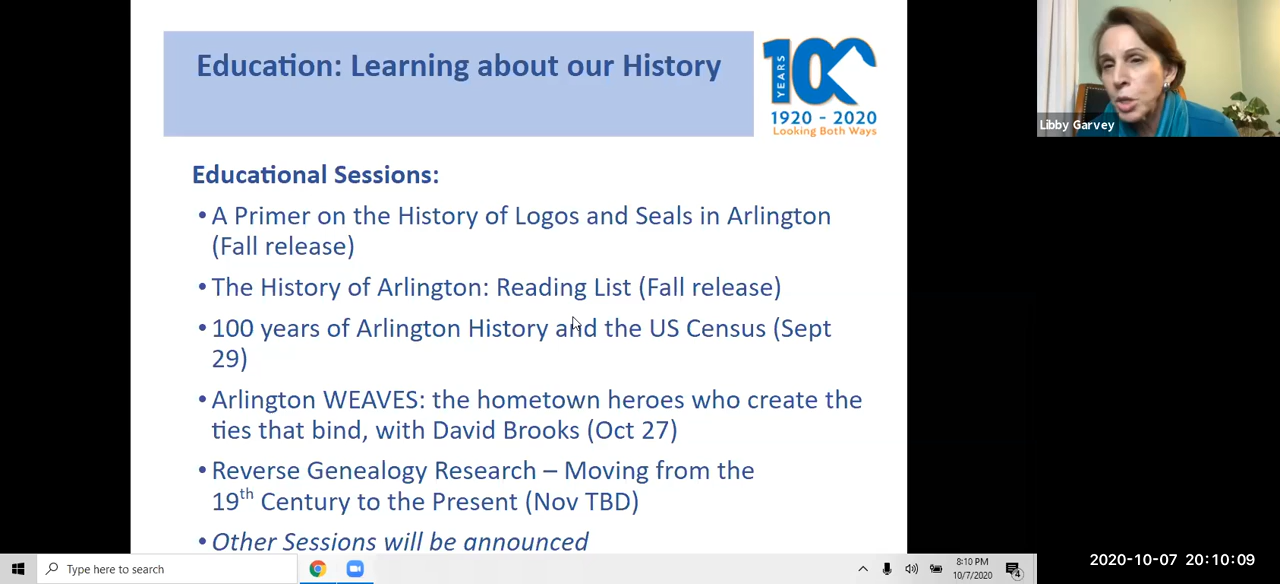 Education: Learning about our History
100
YEARS
1920 - 2020
Looking Both Ways
Libby Garvey
Educational Sessions:
• A Primer on the History of Logos and Seals in Arlington
(Fall release)
• The History of Arlington: Reading List (Fall release)
• 100 years of Arlington History and the US Census (Sept
29)
• Arlington WEAVES: the hometown heroes who create the
ties that bind, with David Brooks (Oct 27)
• Reverse Genealogy Research – Moving from the
19th Century to the Present (Nov TBD)
• Other Sessions will be announced
Type here to search
8:10 PM
10/7/2020
4
2020-10-07 20:10:09